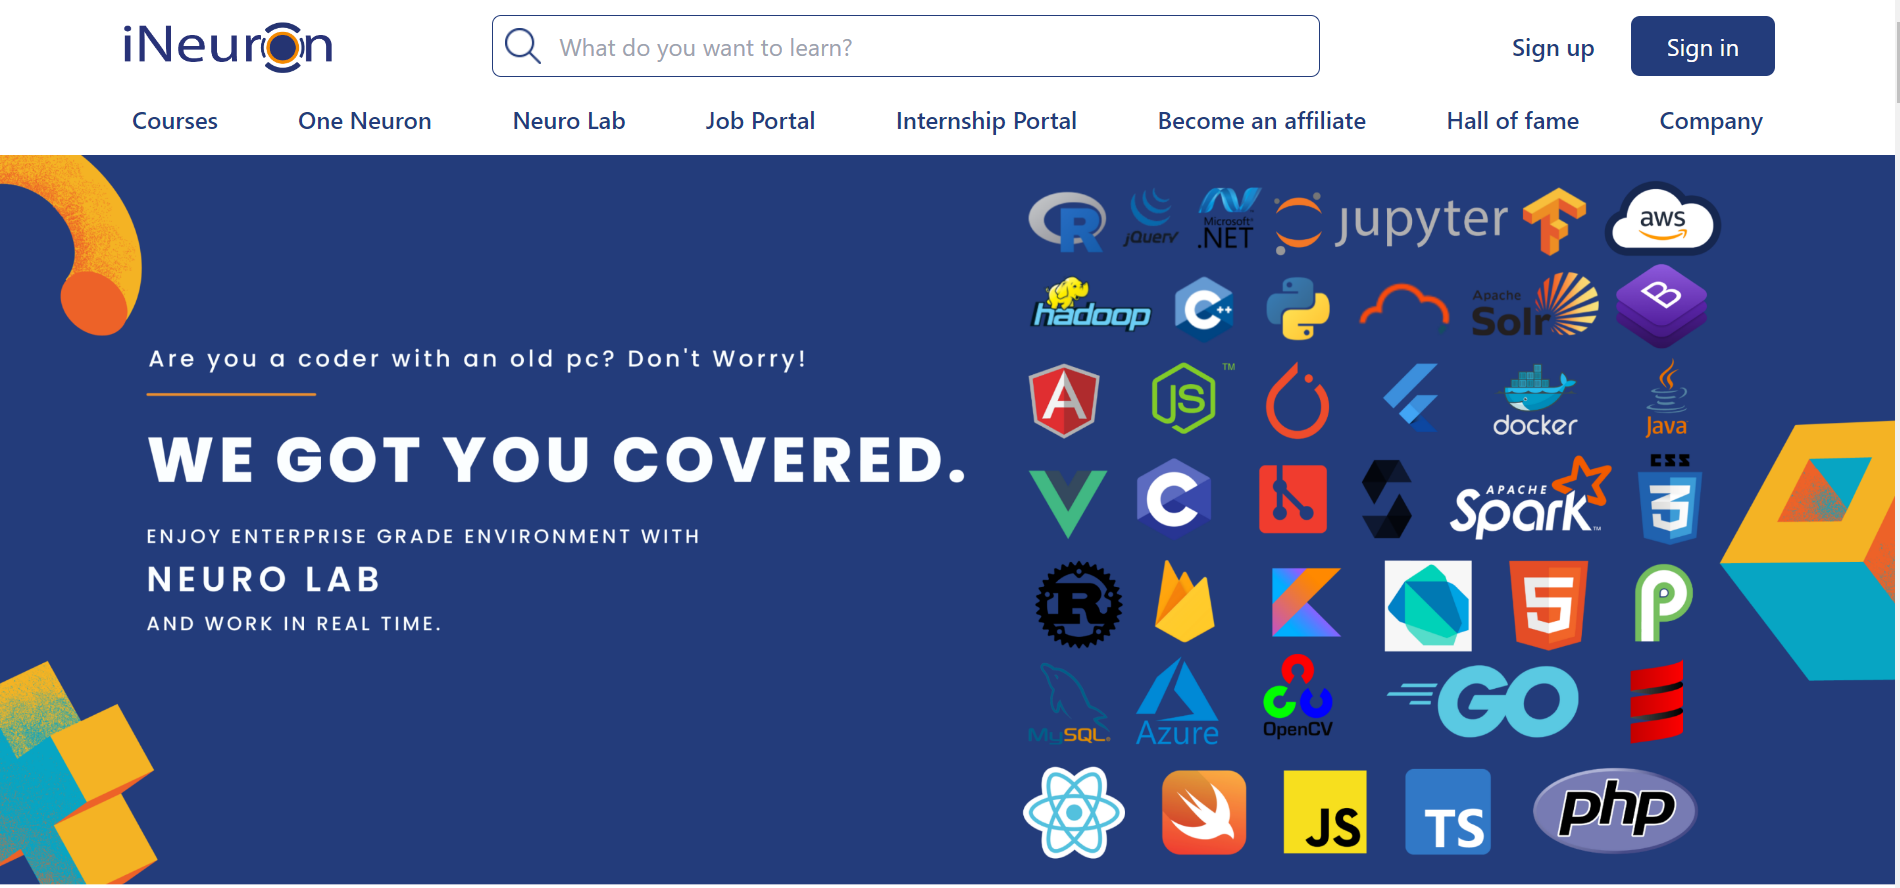 iNeuron
What do you want to learn?
Sign up
Sign in
Courses
One Neuron
Neuro Lab
Job Portal
Internship Portal
Become an affiliate
Hall of fame
Company
Are you a coder with an old pc? Don't Worry!
WE GOT YOU COVERED.
ENJOY ENTERPRISE GRADE ENVIRONMENT WITH
NEURO LAB
AND WORK IN REAL TIME.
R
jQuery
Microsoft®
.NET
jupyter
aws
hadoop
C++
Apache
Solr
B
A
JS
TM
docker
Java
C
APACHE
Spark™
CSS
3
R
5
P
MySQL®
Azure
OpenCV
GO
JS
TS
php